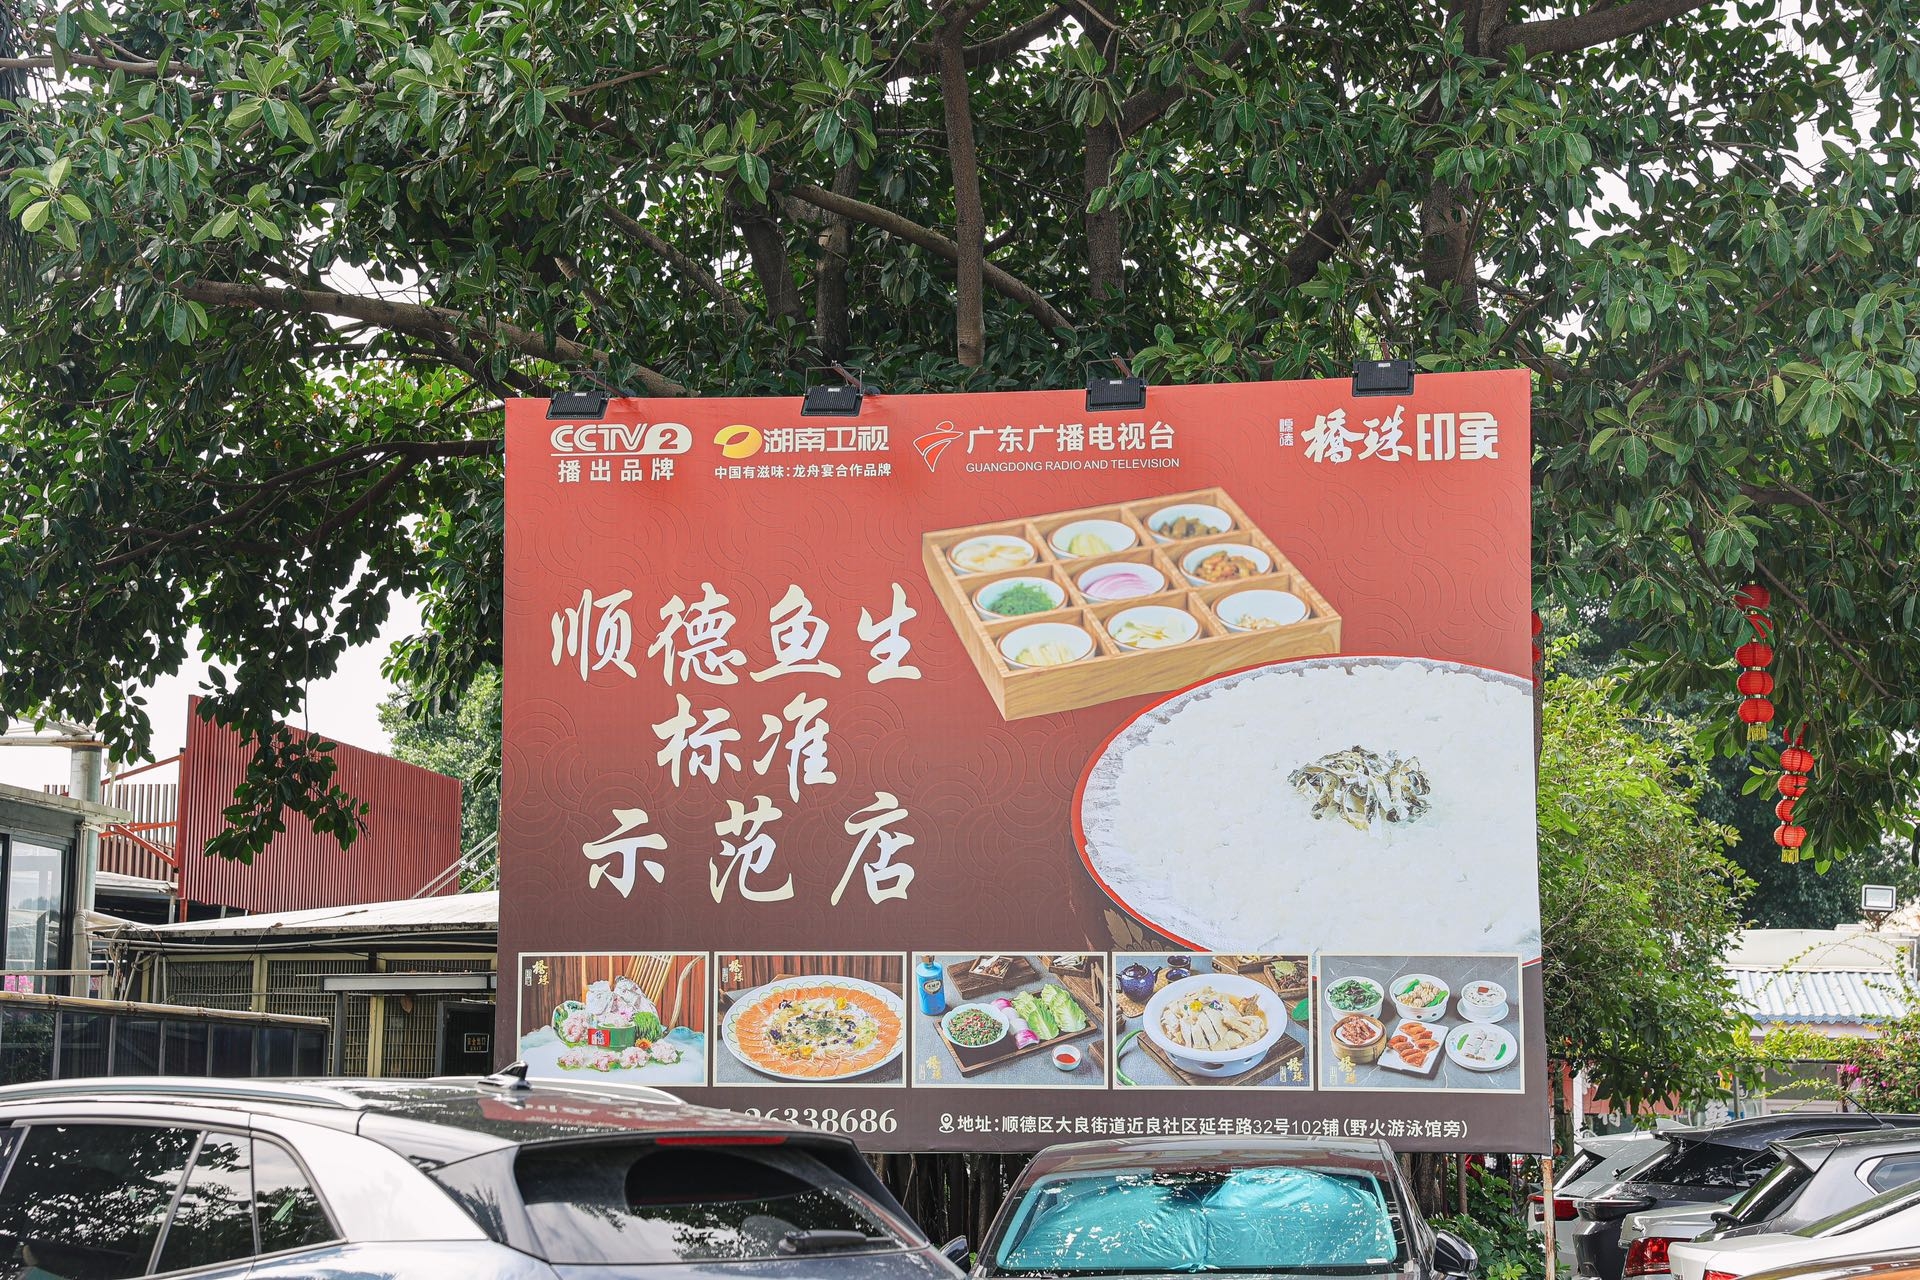 CCTV 2
播出品牌
湖南卫视
中国有滋味:龙舟宴合作品牌
广东广播电视台
GUANGDONG RADIO AND TELEVISION
橋珠印象
顺德鱼生
标准
示范店
26338686
地址:顺德区大良街道近良社区延年路32号102铺(野火游泳馆旁)